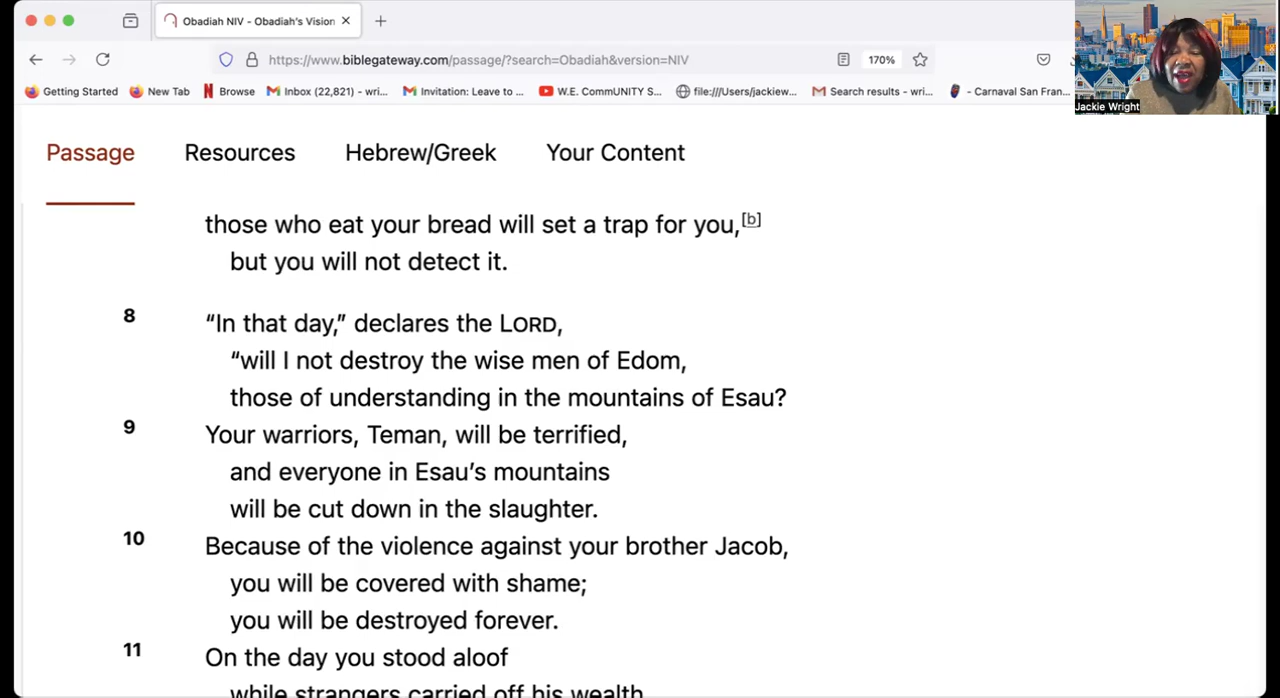 Obadiah NIV - Obadiah's Vision
https://www.biblegateway.com/passage/?search=Obadiah&version=NIV
170%
Getting Started New Tab Browse Inbox (22,821) - wri... Invitation: Leave to ... W.E. CommUNITY S... file:///Users/jackiew... Search results - wri... - Carnaval San Fran...
Jackie Wright
Passage Resources Hebrew/Greek Your Content
those who eat your bread will set a trap for you,[b]
but you will not detect it.
8 “In that day,” declares the LORD,
“will I not destroy the wise men of Edom,
those of understanding in the mountains of Esau?
9 Your warriors, Teman, will be terrified,
and everyone in Esau’s mountains
will be cut down in the slaughter.
10 Because of the violence against your brother Jacob,
you will be covered with shame;
you will be destroyed forever.
11 On the day you stood aloof
while strangers carried off his wealth